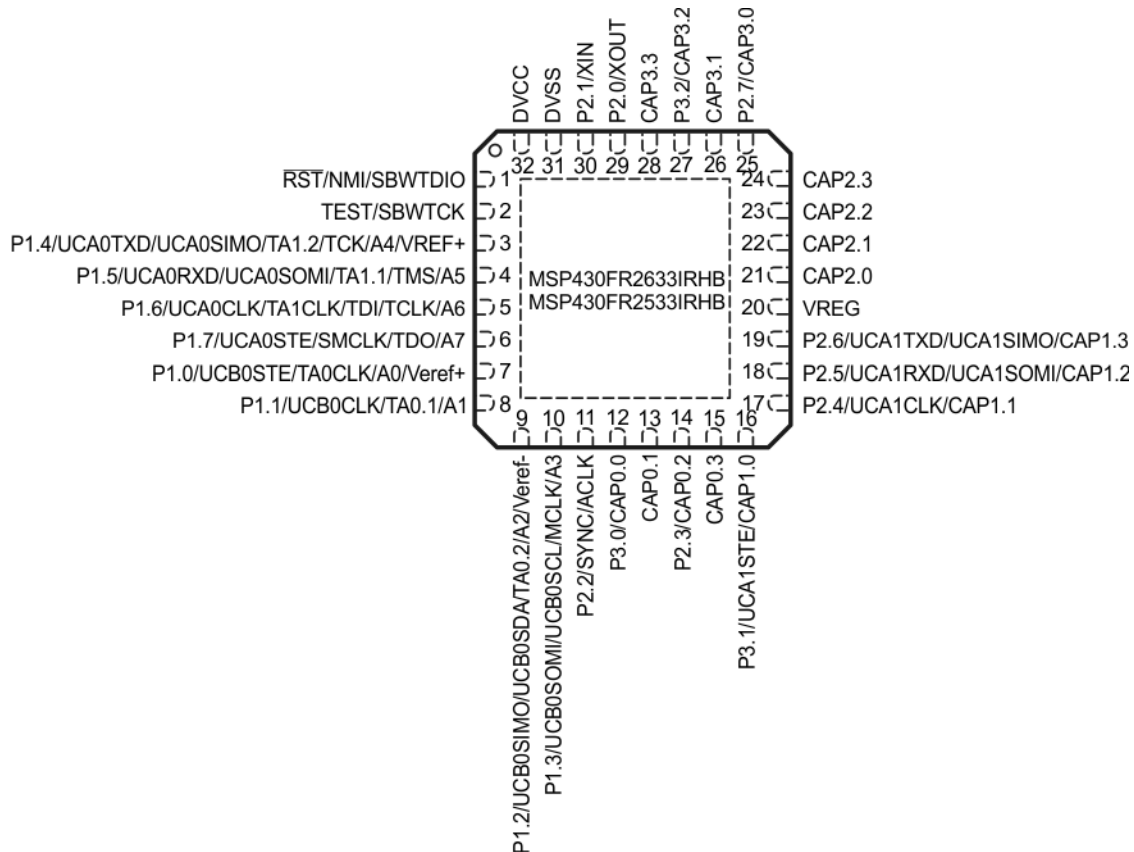 DVCC
DVSS
P2.1/XIN
P2.0/XOUT
CAP3.3
P3.2/CAP3.2
CAP3.1
P2.7/CAP3.0
32 31 30 29 28 27 26 25
RST/NMI/SBWTDIO 1
TEST/SBWTCK 2
P1.4/UCA0TXD/UCA0SIMO/TA1.2/TCK/A4/VREF+ 3
P1.5/UCA0RXD/UCA0SOMI/TA1.1/TMS/A5 4
P1.6/UCA0CLK/TA1CLK/TDI/TCLK/A6 5
P1.7/UCA0STE/SMCLK/TDO/A7 6
P1.0/UCB0STE/TA0CLK/A0/Veref+ 7
P1.1/UCB0CLK/TA0.1/A1 8
MSP430FR2633IRHB
MSP430FR2533IRHB
24 CAP2.3
23 CAP2.2
22 CAP2.1
21 CAP2.0
20 VREG
19 P2.6/UCA1TXD/UCA1SIMO/CAP1.3
18 P2.5/UCA1RXD/UCA1SOMI/CAP1.2
17 P2.4/UCA1CLK/CAP1.1
9 10 11 12 13 14 15 16
P1.2/UCB0SIMO/UCB0SDA/TA0.2/A2/Veref-
P1.3/UCB0SOMI/UCB0SCL/MCLK/A3
P2.2/SYNC/ACLK
P3.0/CAP0.0
CAP0.1
P2.3/CAP0.2
CAP0.3
P3.1/UCA1STE/CAP1.0